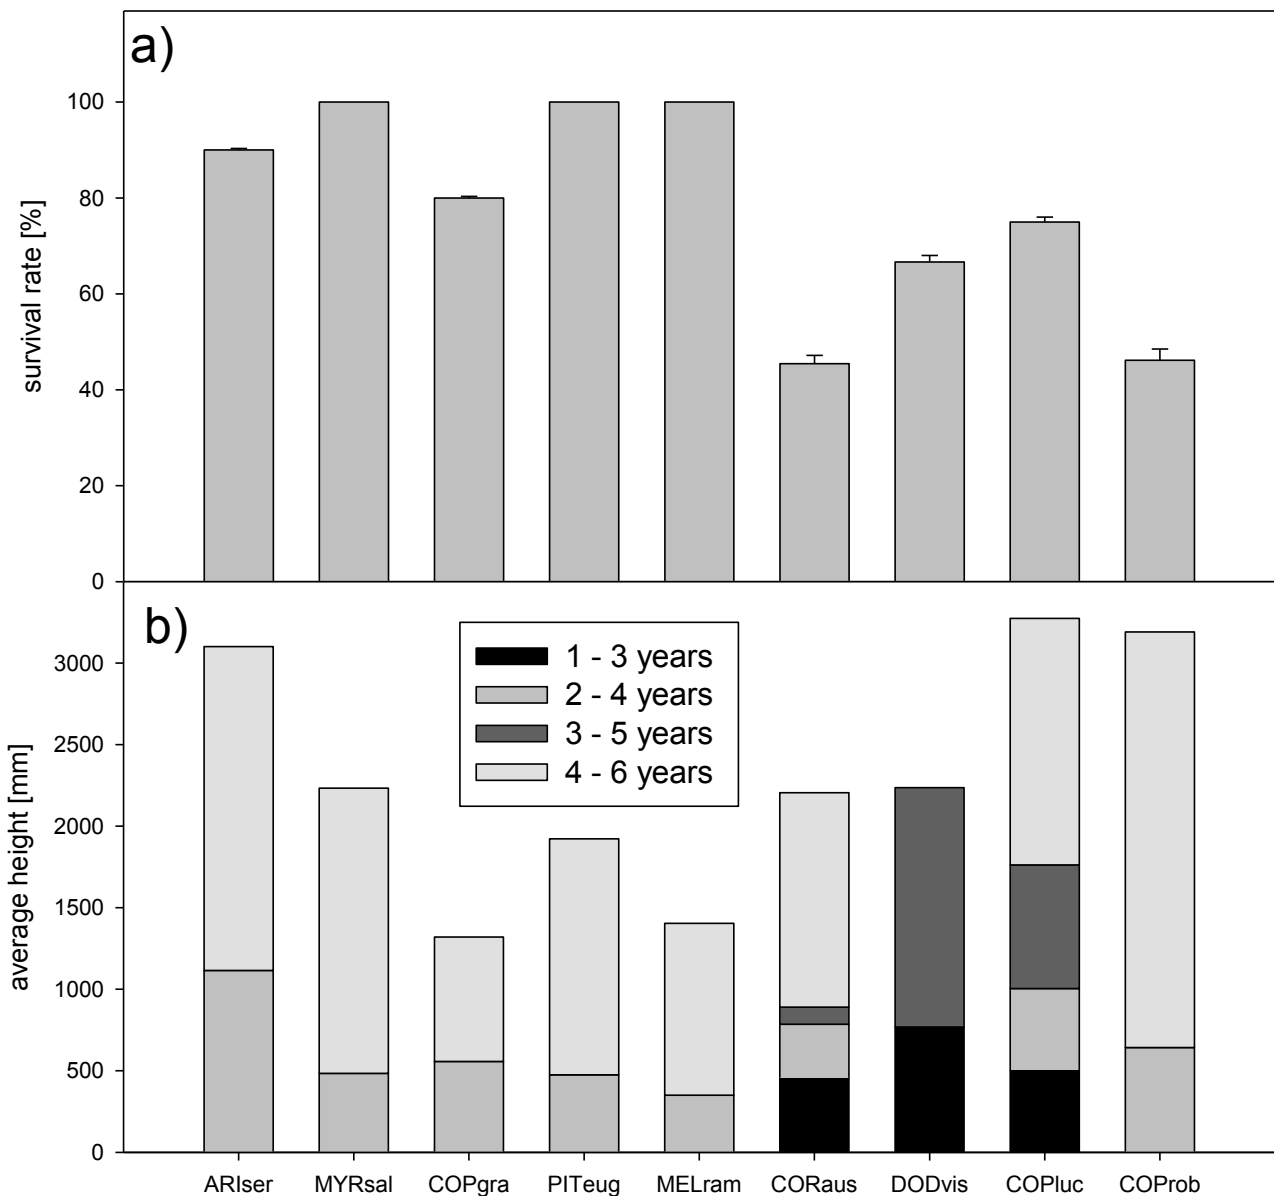 a)
100
80
60
40
20
0
survival rate [%]
b)
1 - 3 years
2 - 4 years
3 - 5 years
4 - 6 years
3000
2500
2000
1500
1000
500
0
average height [mm]
ARIser MYRsal COPgra PITeug MELram CORaus DODvis COPluc COProb